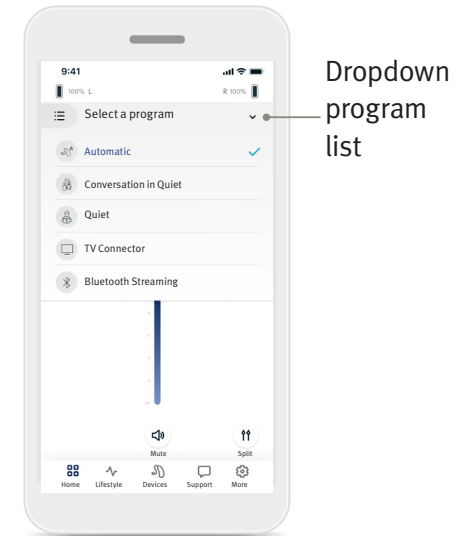 9:41
100% L
R 100%
Select a program
Automatic
Conversation in Quiet
Quiet
TV Connector
Bluetooth Streaming
Mute
Split
Home
Lifestyle
Devices
Support
More
Dropdown
program
list